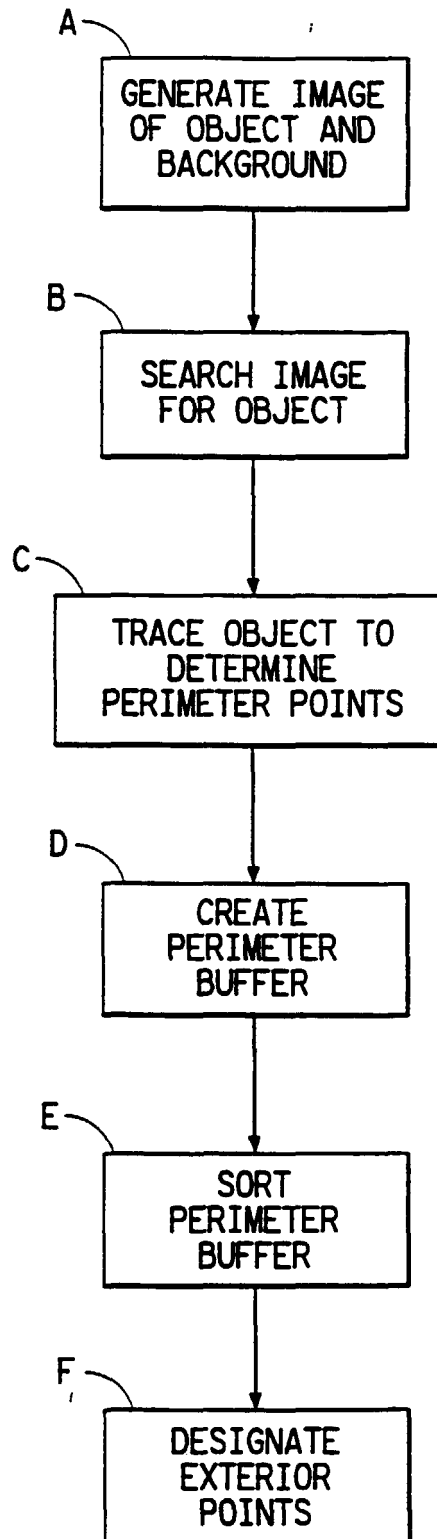 A
GENERATE IMAGE
OF OBJECT AND
BACKGROUND
B
SEARCH IMAGE
FOR OBJECT
C
TRACE OBJECT TO
DETERMINE
PERIMETER POINTS
D
CREATE
PERIMETER
BUFFER
E
SORT
PERIMETER
BUFFER
F
DESIGNATE
EXTERIOR
POINTS